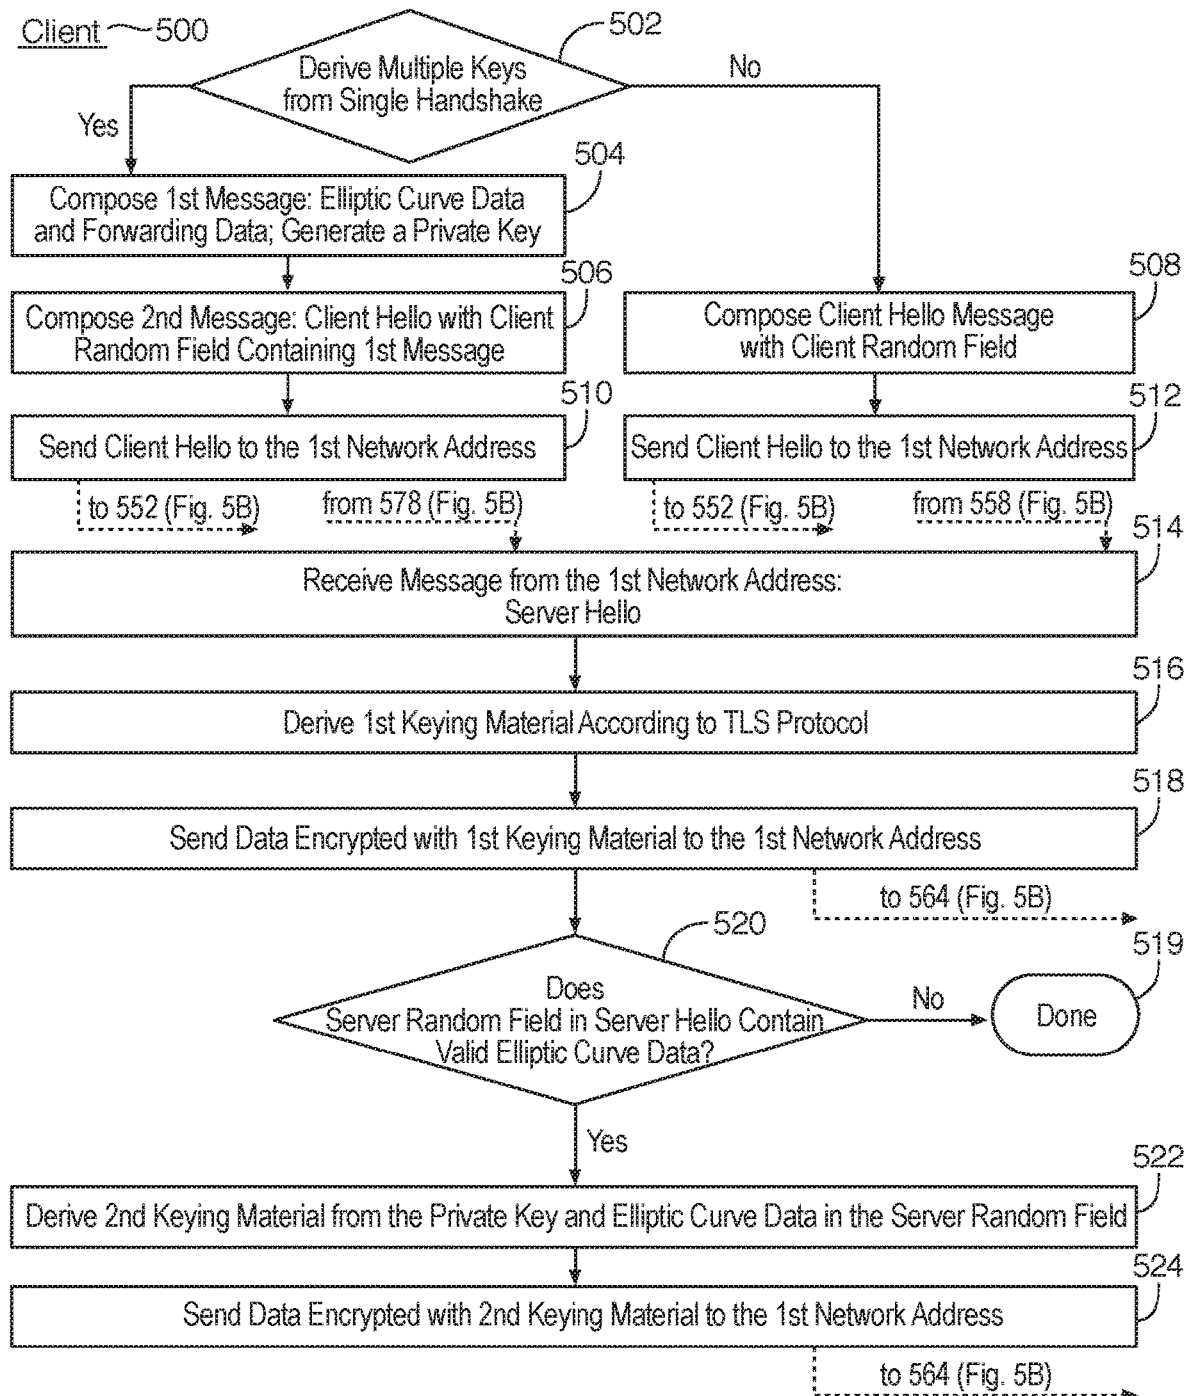 Client 500
502
Derive Multiple Keys
from Single Handshake
Yes
No
504
Compose 1st Message: Elliptic Curve Data
and Forwarding Data; Generate a Private Key
506
Compose 2nd Message: Client Hello with Client
Random Field Containing 1st Message
508
Compose Client Hello Message
with Client Random Field
510
Send Client Hello to the 1st Network Address
512
Send Client Hello to the 1st Network Address
to 552 (Fig. 5B)
from 578 (Fig. 5B)
to 552 (Fig. 5B)
from 558 (Fig. 5B)
514
Receive Message from the 1st Network Address:
Server Hello
516
Derive 1st Keying Material According to TLS Protocol
518
Send Data Encrypted with 1st Keying Material to the 1st Network Address
to 564 (Fig. 5B)
520
Does
Server Random Field in Server Hello Contain
Valid Elliptic Curve Data?
No
519
Done
Yes
522
Derive 2nd Keying Material from the Private Key and Elliptic Curve Data in the Server Random Field
524
Send Data Encrypted with 2nd Keying Material to the 1st Network Address
to 564 (Fig. 5B)